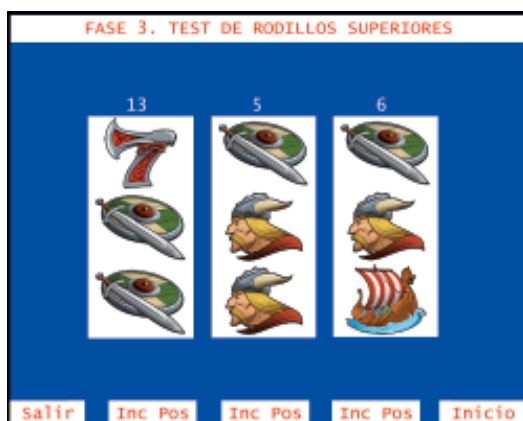 FASE 3. TEST DE RODILLOS SUPERIORES
13 5 6
Salir Inc Pos Inc Pos Inc Pos Inicio